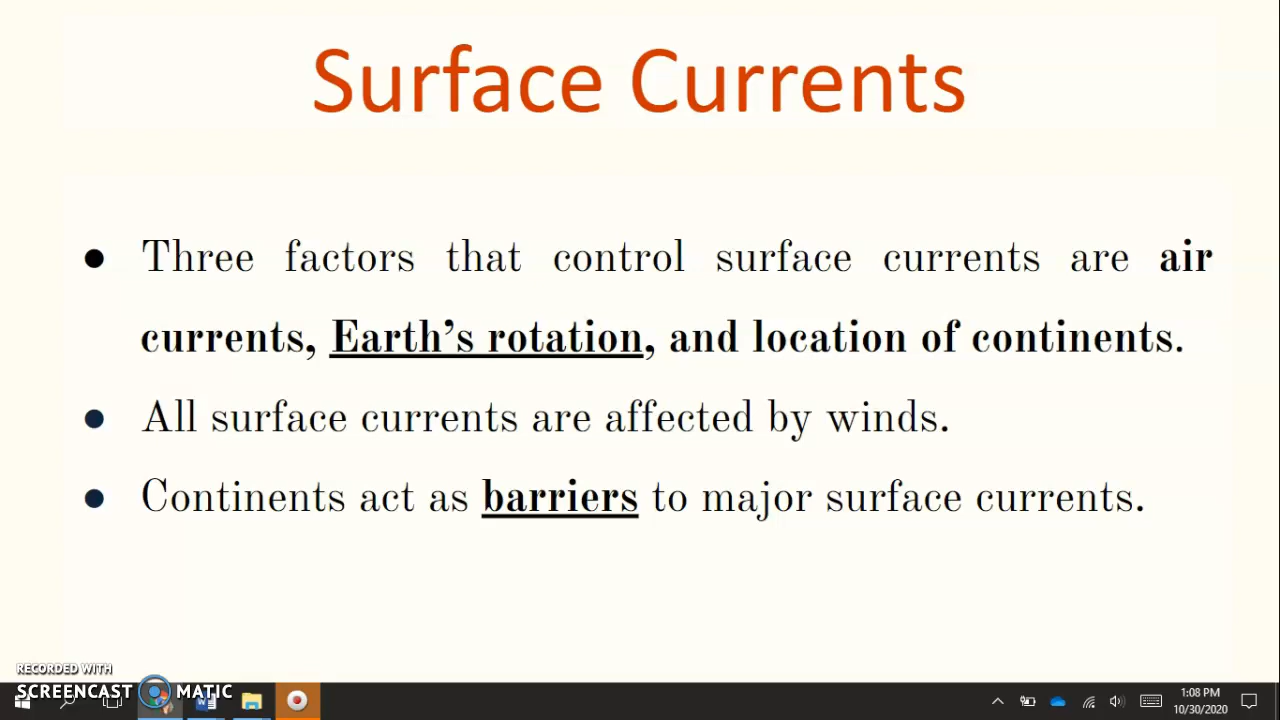 Surface Currents
● Three factors that control surface currents are air
currents, Earth's rotation, and location of continents.
● All surface currents are affected by winds.
● Continents act as barriers to major surface currents.
RECORDED WITH
SCREENCAST MATIC
1:08 PM
10/30/2020